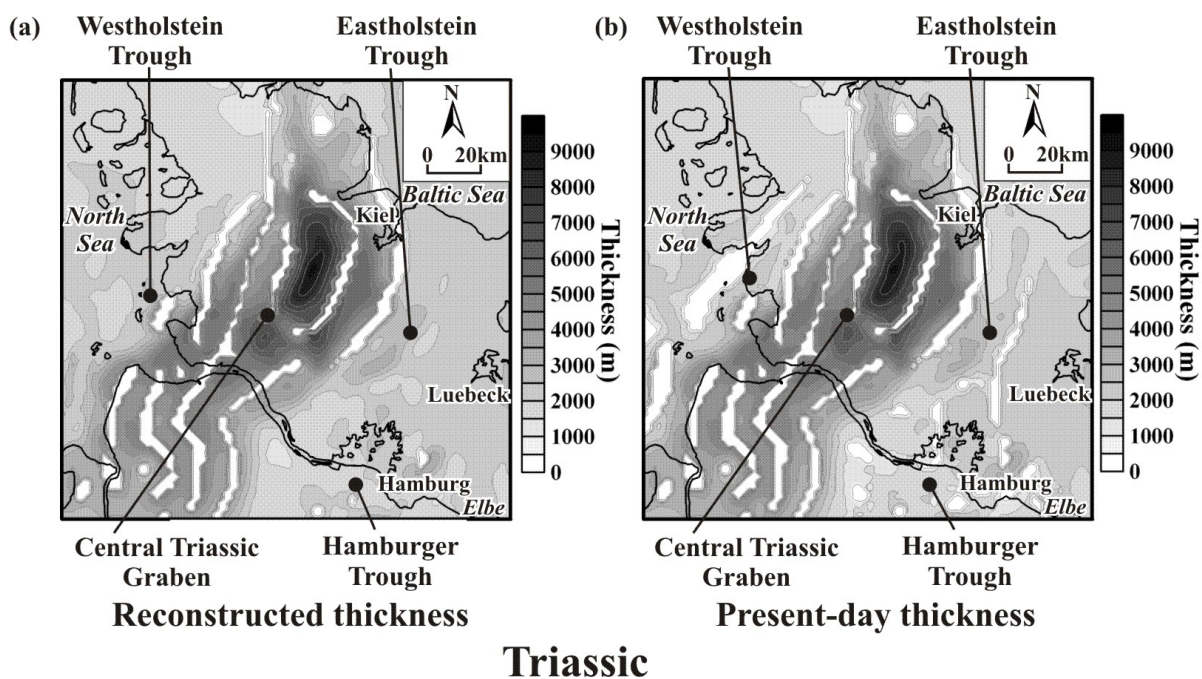 (a)
Westholstein
Trough
Eastholstein
Trough
N
0 20km
North
Sea
Baltic Sea
Kiel
Luebeck
Hamburg
Elbe
9000
8000
7000
6000
5000
4000
3000
2000
1000
0
Thickness (m)
Central Triassic
Graben
Hamburger
Trough
Reconstructed thickness
(b)
Westholstein
Trough
Eastholstein
Trough
N
0 20km
North
Sea
Baltic Sea
Kiel
Luebeck
Hamburg
Elbe
9000
8000
7000
6000
5000
4000
3000
2000
1000
0
Thickness (m)
Central Triassic
Graben
Hamburger
Trough
Present-day thickness
Triassic